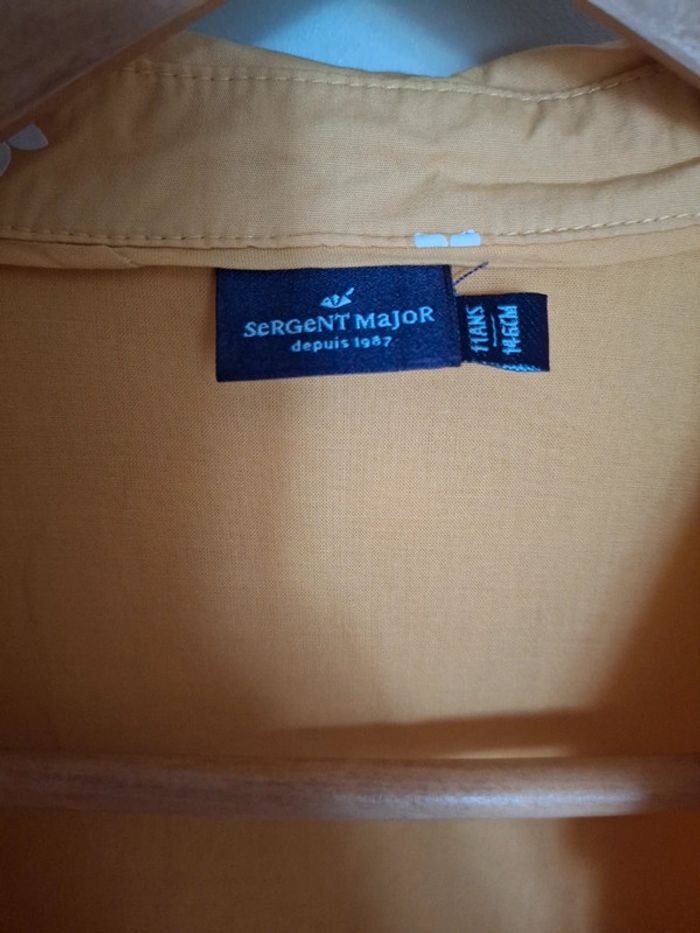 SeRGeNT MaJoR
depuis 1987
11ANS
146CM